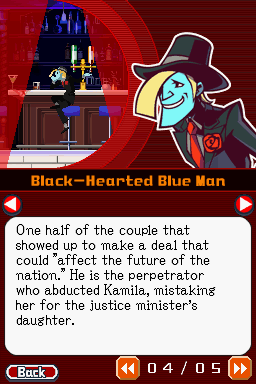 Black-Hearted Blue Man
One half of the couple that
showed up to make a deal that
could "affect the future of the
nation." He is the perpetrator
who abducted Kamila, mistaking
her for the justice minister's
daughter.
Back
04/05